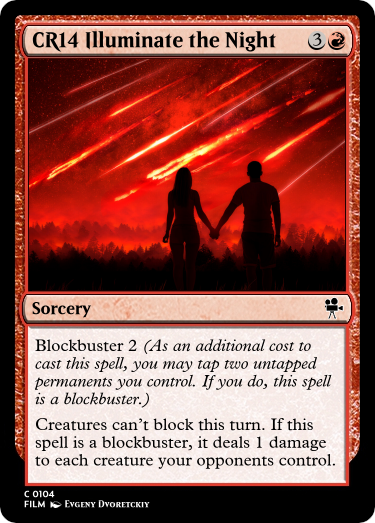 CR14 Illuminate the Night 3
Sorcery
Blockbuster 2 (As an additional cost to
cast this spell, you may tap two untapped
permanents you control. If you do, this spell
is a blockbuster.)
Creatures can't block this turn. If this
spell is a blockbuster, it deals 1 damage
to each creature your opponents control.
C 0104
FILM Evgeny Dvoretckiy